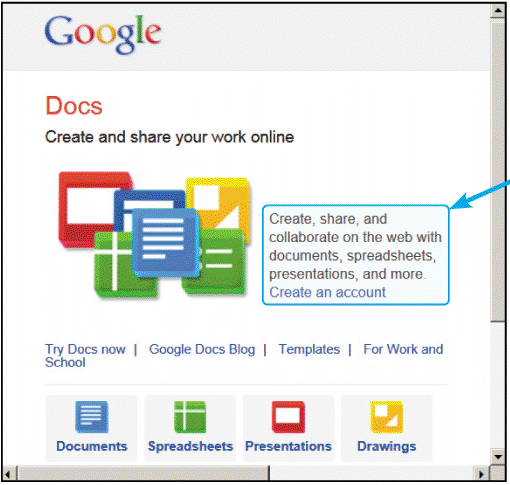 Google
Docs
Create and share your work online
Create, share, and
collaborate on the web with
documents, spreadsheets,
presentations, and more.
Create an account
Try Docs now | Google Docs Blog | Templates | For Work and
School
Documents Spreadsheets Presentations Drawings